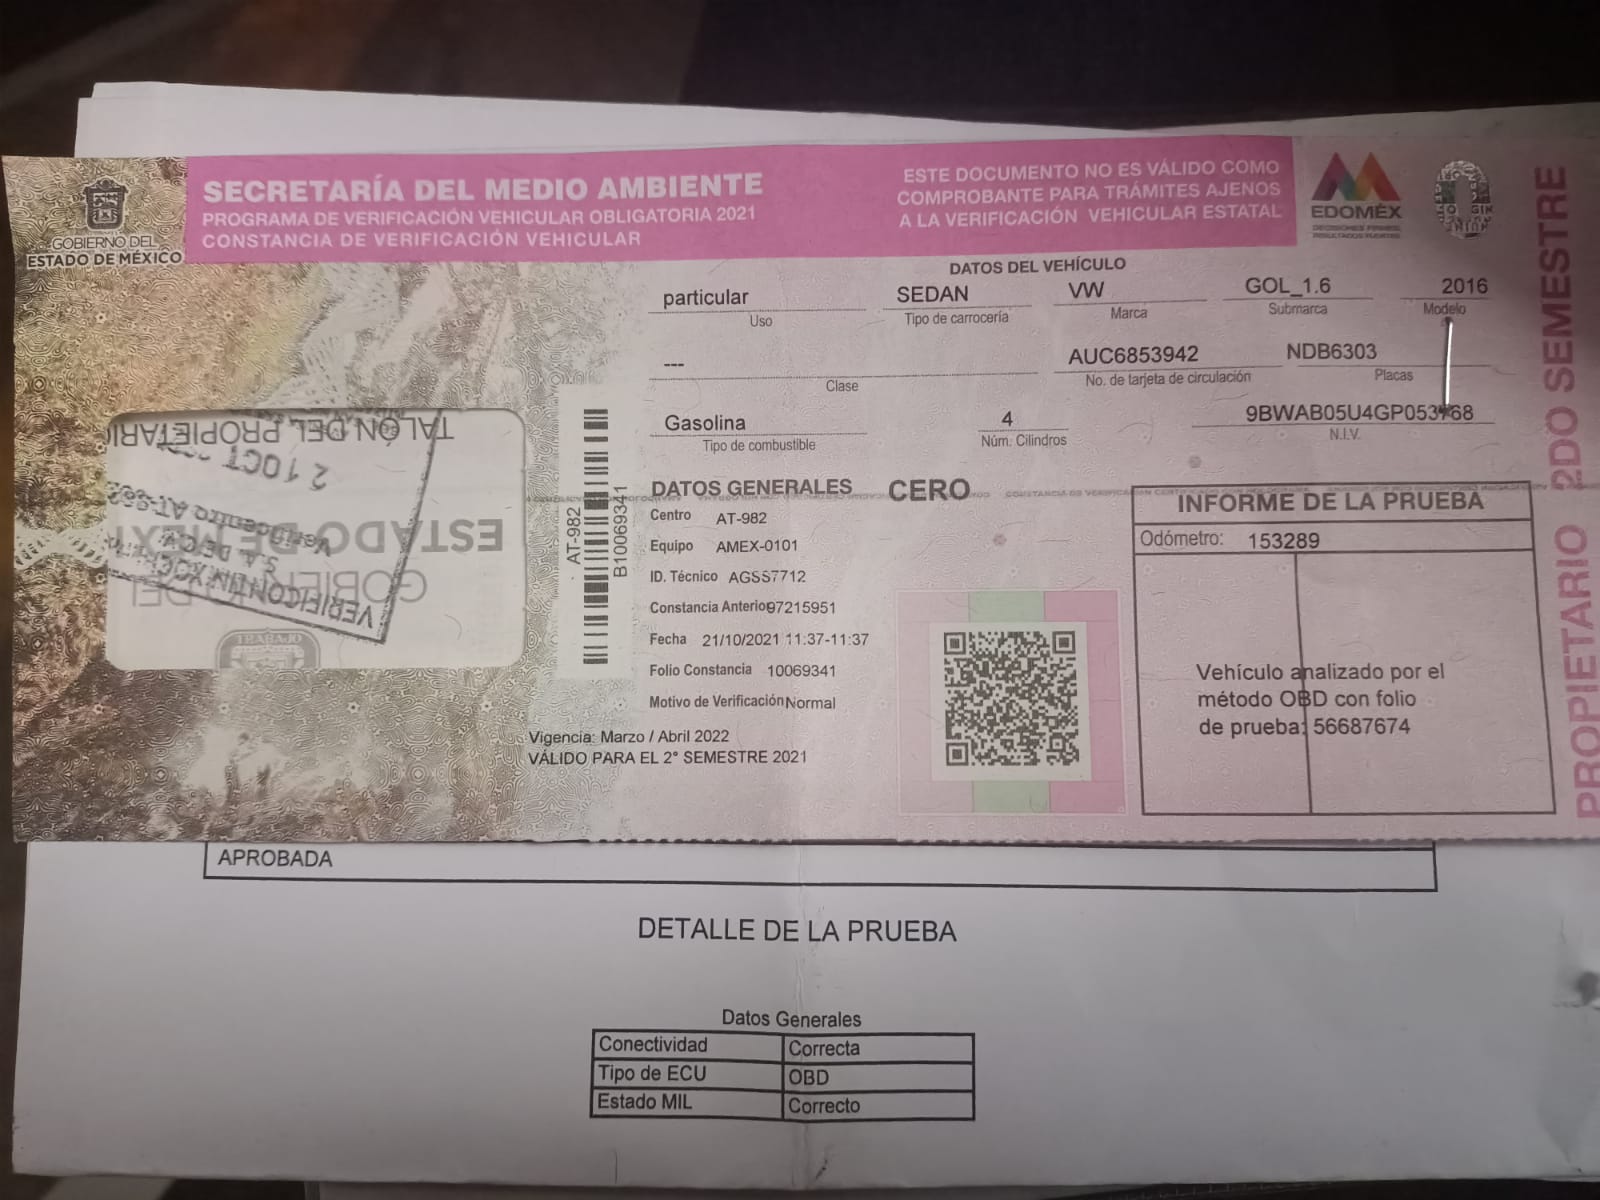 GOBIERNO DEL
ESTADO DE MÉXICO
SECRETARÍA DEL MEDIO AMBIENTE
PROGRAMA DE VERIFICACIÓN VEHICULAR OBLIGATORIA 2021
CONSTANCIA DE VERIFICACIÓN VEHICULAR
ESTE DOCUMENTO NO ES VÁLIDO COMO
COMPROBANTE PARA TRÁMITES AJENOS
A LA VERIFICACIÓN VEHICULAR ESTATAL
EDOMÉX
DECISIONES FIRMES, RESULTADOS FUERTES.
DATOS DEL VEHÍCULO
particular SEDAN VW GOL_1.6 2016
Uso Tipo de carrocería Marca Submarca Modelo
--- AUC6853942 NDB6303
Clase No. de tarjeta de circulación Placas
Gasolina 4 9BWAB05U4GP053768
Tipo de combustible Núm. Cilindros N.I.V.
TALÓN DEL PROPIETARI
2 1 OCT
Verificentro AT-982
S.A. DE C.V.
ESTADO DE MÉX
GOBIERNO DEL
TRABAJO
AT-982
B10069341
DATOS GENERALES CERO
Centro AT-982
Equipo AMEX-0101
ID. Técnico AGSS7712
Constancia Anterior 97215951
Fecha 21/10/2021 11:37-11:37
Folio Constancia 10069341
Motivo de Verificación Normal
Vigencia: Marzo / Abril 2022
VÁLIDO PARA EL 2° SEMESTRE 2021
INFORME DE LA PRUEBA
Odómetro: 153289
Vehículo analizado por el
método OBD con folio
de prueba: 56687674
PROPIETARIO 2DO SEMESTRE
APROBADA
DETALLE DE LA PRUEBA
Datos Generales
Conectividad Correcta
Tipo de ECU OBD
Estado MIL Correcto